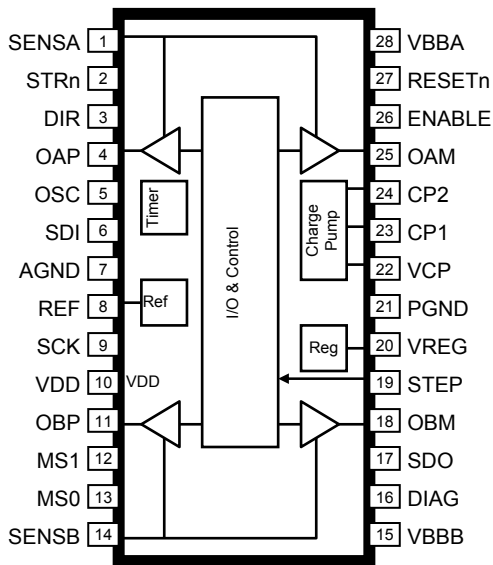 SENSA 1
STRn 2
DIR 3
OAP 4
OSC 5
SDI 6
AGND 7
REF 8
SCK 9
VDD 10 VDD
OBP 11
MS1 12
MS0 13
SENSB 14
Timer
Ref
I/O & Control
Charge
Pump
Reg
28 VBBA
27 RESETn
26 ENABLE
25 OAM
24 CP2
23 CP1
22 VCP
21 PGND
20 VREG
19 STEP
18 OBM
17 SDO
16 DIAG
15 VBBB